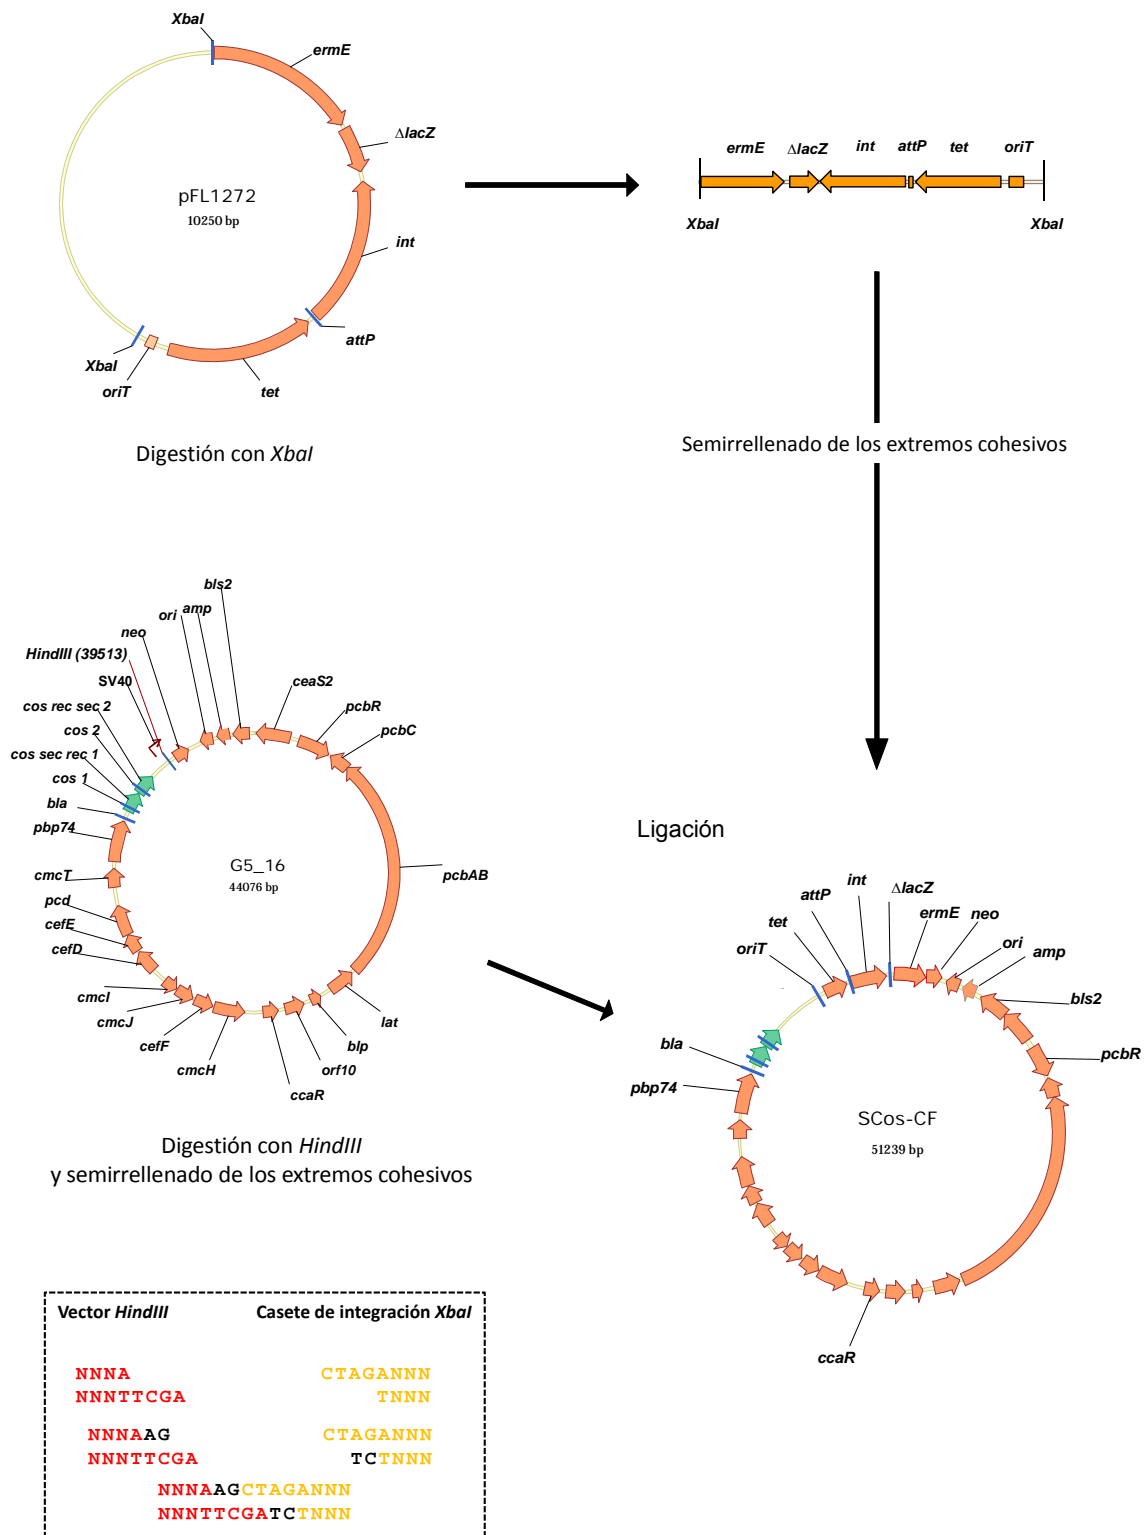 XbaI
ermE
ΔlacZ
pFL1272
10250 bp
int
attP
XbaI
oriT
tet
Digestión con XbaI
ermE ΔlacZ int attP tet oriT
XbaI XbaI
Semirrellenado de los extremos cohesivos
bls2
amp
ori
neo
HindIII (39513)
SV40
cos rec sec 2
cos 2
cos sec rec 1
cos 1
bla
pbp74
cmcT
pcd
cefE
cefD
cmcI
cmcJ
cefF
cmcH
ccaR
orf10
blp
lat
pcbAB
pcbC
pcbR
ceaS2
G5_16
44076 bp
Digestión con HindIII
y semirrellenado de los extremos cohesivos
Ligación
int
ΔlacZ
attP
ermE
neo
tet
ori
oriT
amp
bls2
bla
pcbR
pbp74
SCos-CF
51239 bp
ccaR
Vector HindIII Casete de integración XbaI
NNNA CTAGANNN
NNNTTCGA TNNN
NNNAAG CTAGANNN
NNNTTCGA TCTNNN
NNNAAGCTAGANNN
NNNTTCGATCTNNN